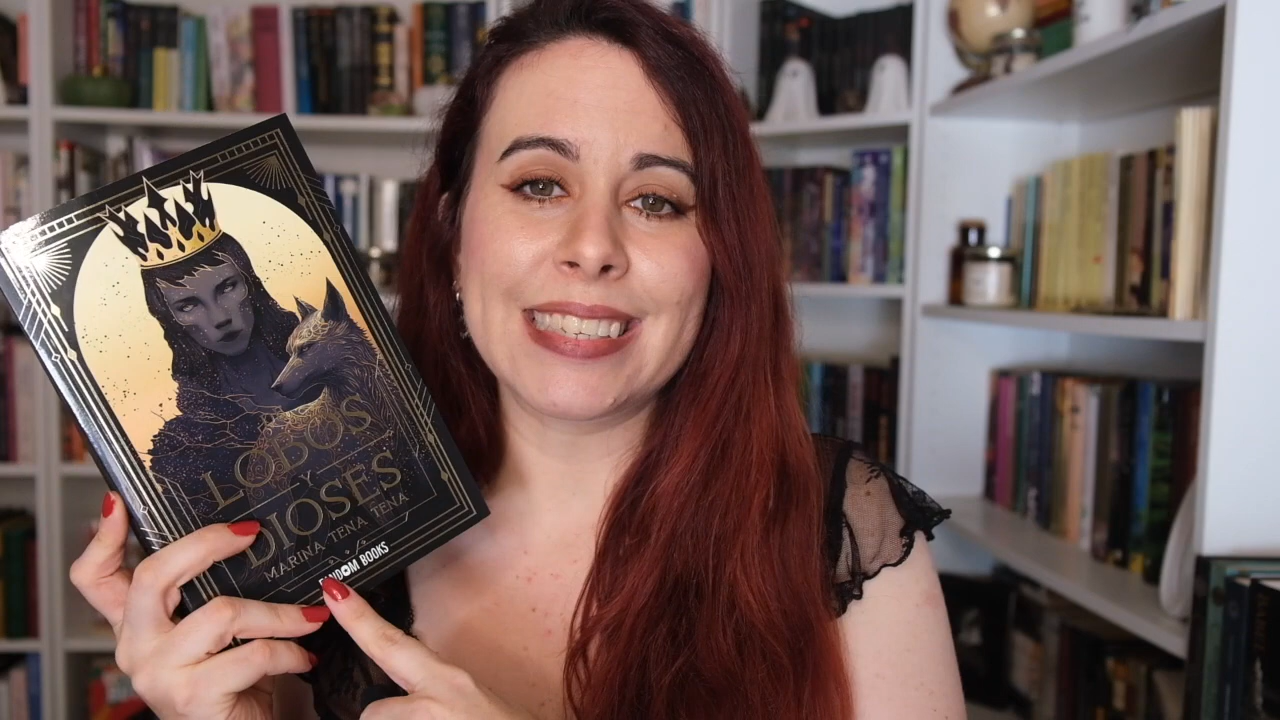 LOBOS
Y
DIOSES
MARINA TENA TENA
FANDOM BOOKS